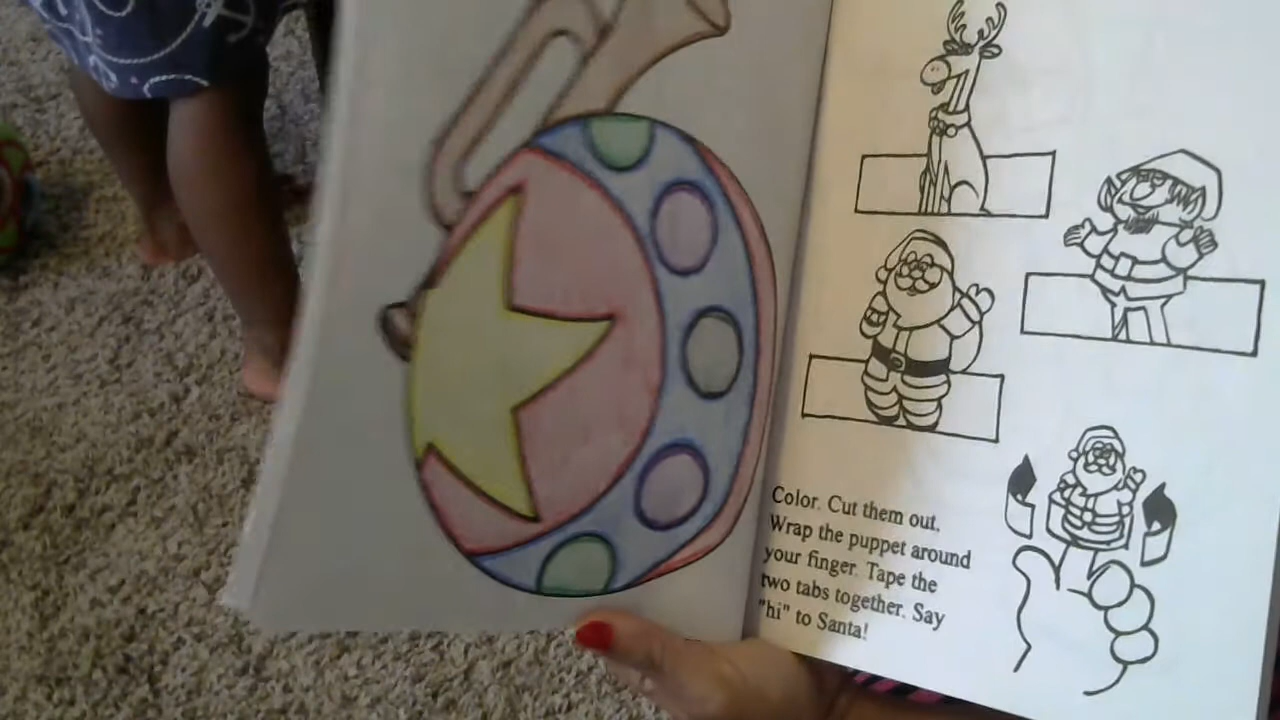 Color. Cut them out.
Wrap the puppet around
your finger. Tape the
two tabs together. Say
"hi" to Santa!